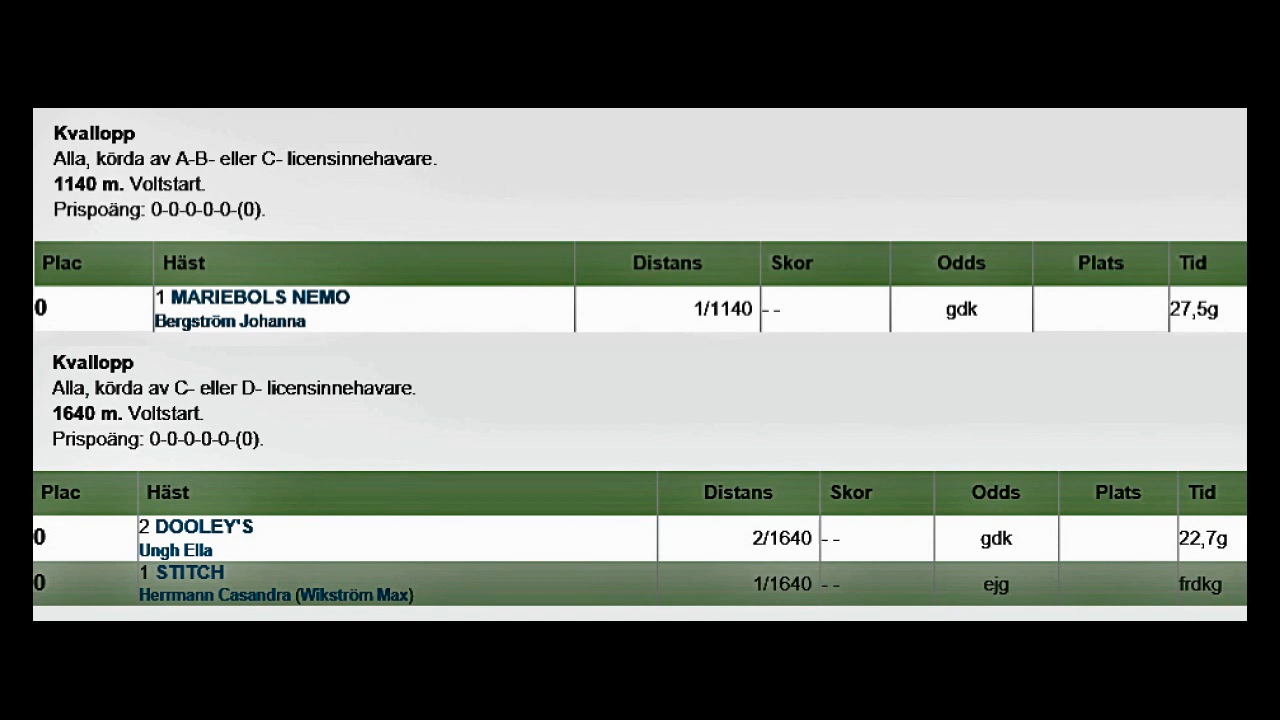 Kvallopp
Alla, körda av A-B- eller C- licensinnehavare.
1140 m. Voltstart.
Prispoäng: 0-0-0-0-0-(0).
Plac Häst Distans Skor Odds Plats Tid
0 1 MARIEBOLS NEMO 1/1140 - - gdk 27,5g
Bergström Johanna
Kvallopp
Alla, körda av C- eller D- licensinnehavare.
1640 m. Voltstart.
Prispoäng: 0-0-0-0-0-(0).
Plac Häst Distans Skor Odds Plats Tid
0 2 DOOLEY'S 2/1640 - - gdk 22,7g
Ungh Ella
0 1 STITCH 1/1640 - - ejg frdkg
Herrmann Casandra (Wikström Max)